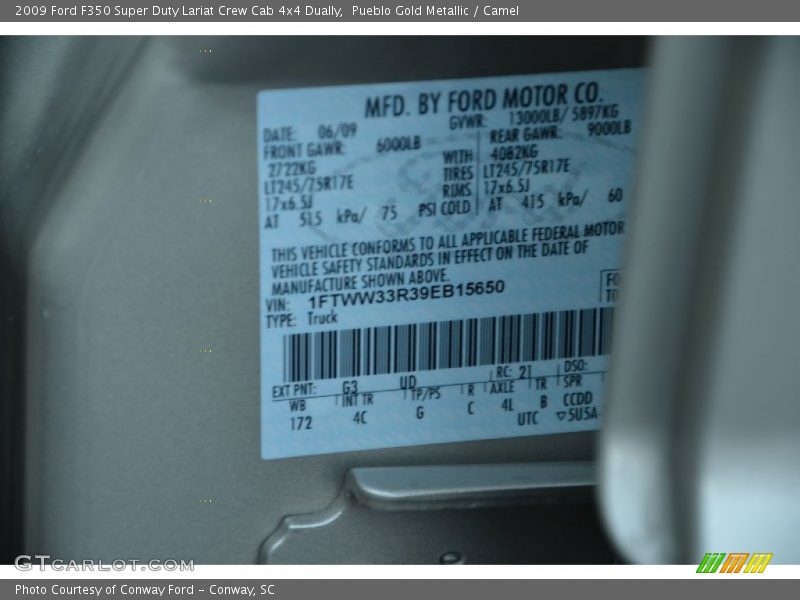 2009 Ford F350 Super Duty Lariat Crew Cab 4x4 Dually,  Pueblo Gold Metallic / Camel
MFD. BY FORD MOTOR CO.
DATE: 06/09 GVWR: 13000LB/ 5897KG
FRONT GAWR: 6000LB REAR GAWR: 9000LB
2722KG WITH 4082KG
LT245/75R17E TIRES LT245/75R17E
17x6.5J RIMS 17x6.5J
AT 515 kPa/ 75 PSI COLD AT 415 kPa/ 60
THIS VEHICLE CONFORMS TO ALL APPLICABLE FEDERAL MOTOR
VEHICLE SAFETY STANDARDS IN EFFECT ON THE DATE OF
MANUFACTURE SHOWN ABOVE.
VIN: 1FTWW33R39EB15650
TYPE: Truck
EXT PNT: G3 UD RC: 21 DSO:
WB INT TR TP/PS R AXLE TR SPR
172 4C G C 4L B CCDD
UTC ▽5U5A
GTCARLOT.COM
Photo Courtesy of Conway Ford – Conway, SC